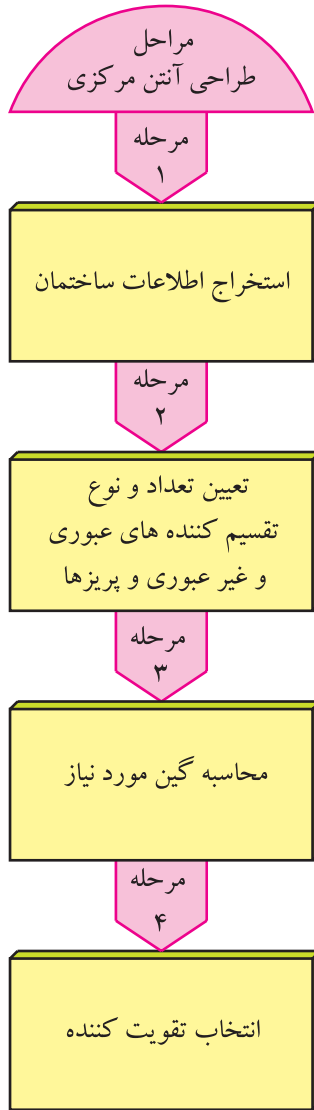 مراحل
طراحی آنتن مرکزی
مرحله
۱
استخراج اطلاعات ساختمان
مرحله
۲
تعیین تعداد و نوع
تقسیم کننده های عبوری
و غیر عبوری و پریزها
مرحله
۳
محاسبه گین مورد نیاز
مرحله
۴
انتخاب تقویت کننده